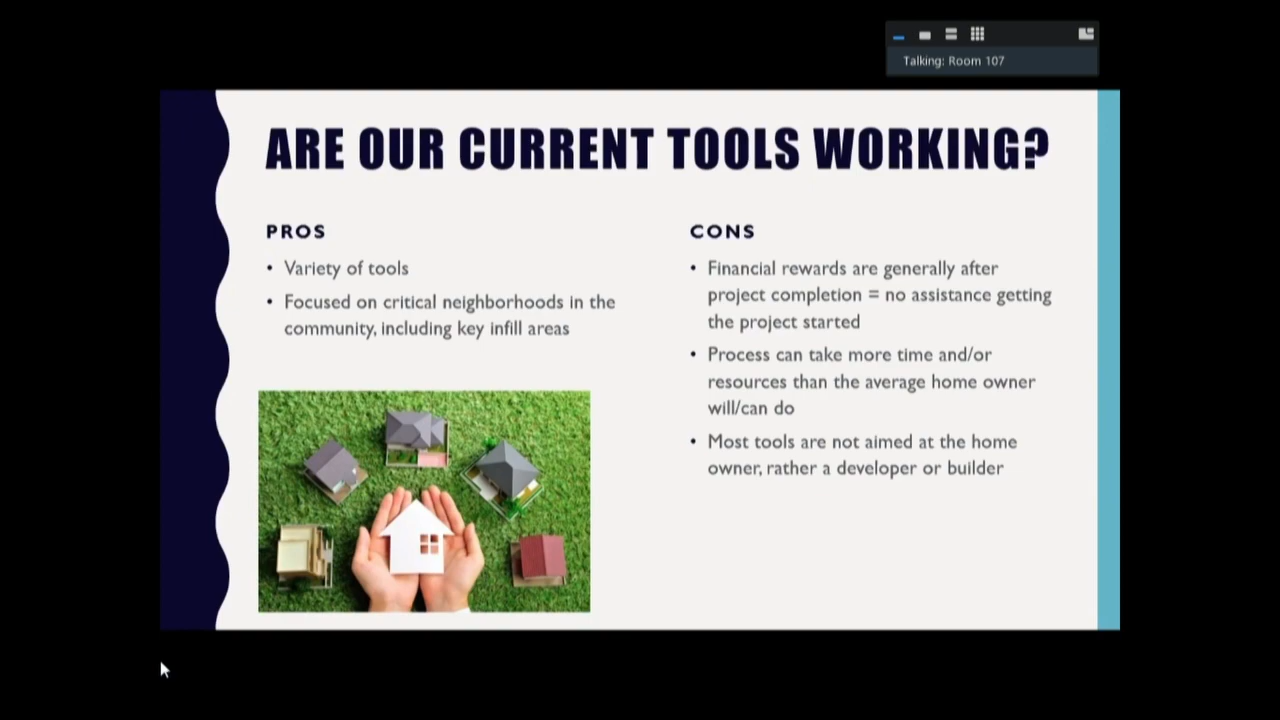 Talking: Room 107
ARE OUR CURRENT TOOLS WORKING?
PROS
• Variety of tools
• Focused on critical neighborhoods in the
community, including key infill areas
CONS
• Financial rewards are generally after
project completion = no assistance getting
the project started
• Process can take more time and/or
resources than the average home owner
will/can do
• Most tools are not aimed at the home
owner, rather a developer or builder